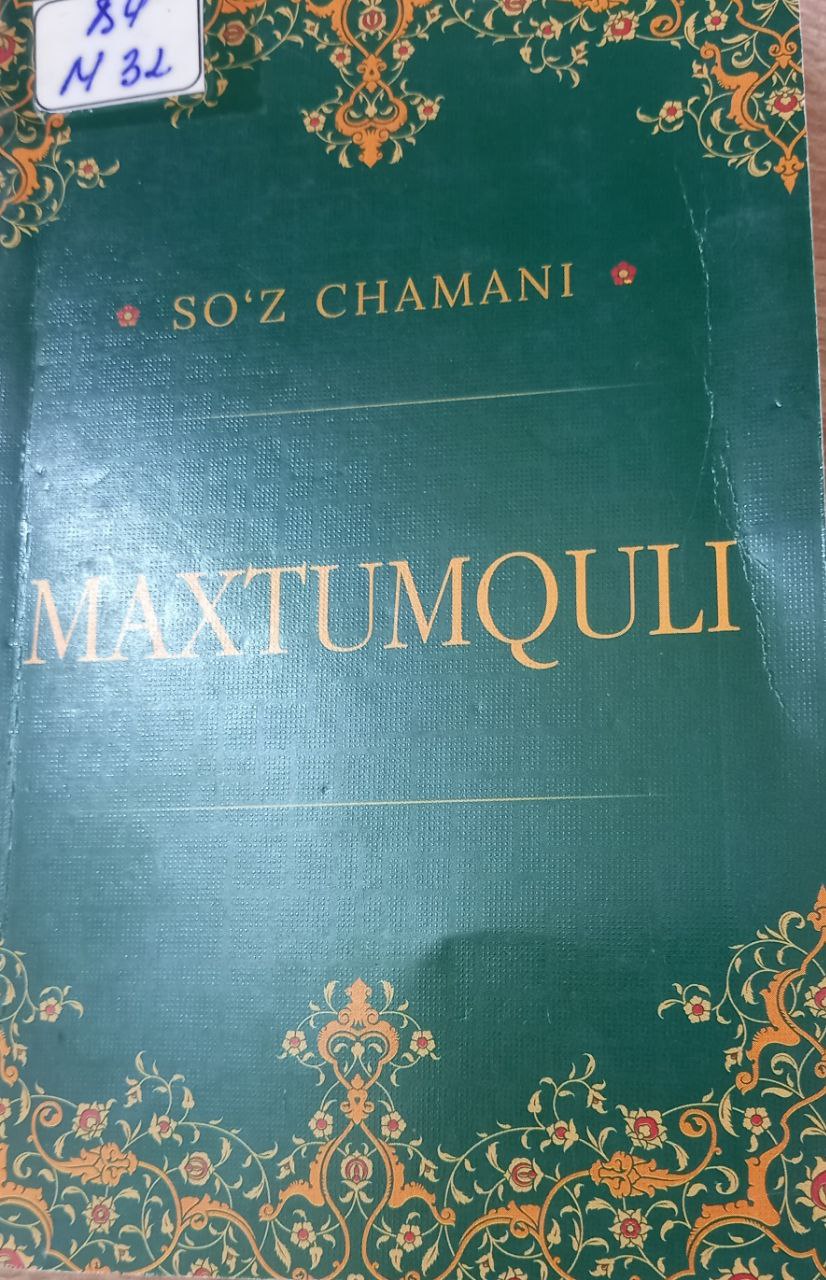 84
M 32
SO‘Z CHAMANI
MAXTUMQULI